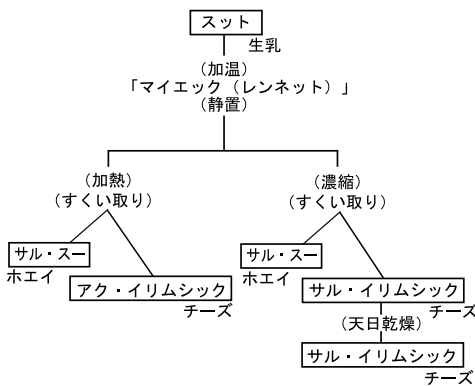 スット
生乳
(加温)
「マイエック(レンネット)」
(静置)
(加熱)
(すくい取り)
(濃縮)
(すくい取り)
サル・スー
ホエイ
アク・イリムシック
チーズ
サル・スー
ホエイ
サル・イリムシック
チーズ
(天日乾燥)
サル・イリムシック
チーズ